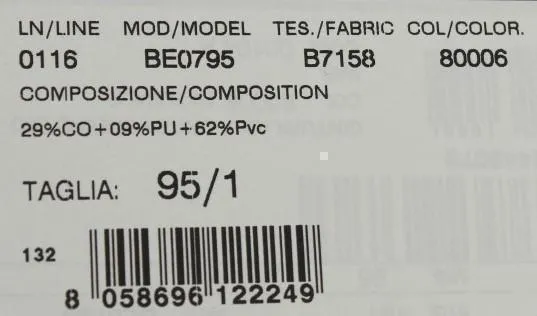 LN/LINE MOD/MODEL TES./FABRIC COL/COLOR.
0116 BE0795 B7158 80006
COMPOSIZIONE/COMPOSITION
29%CO+09%PU+62%Pvc
TAGLIA: 95/1
132
8 058696 122249